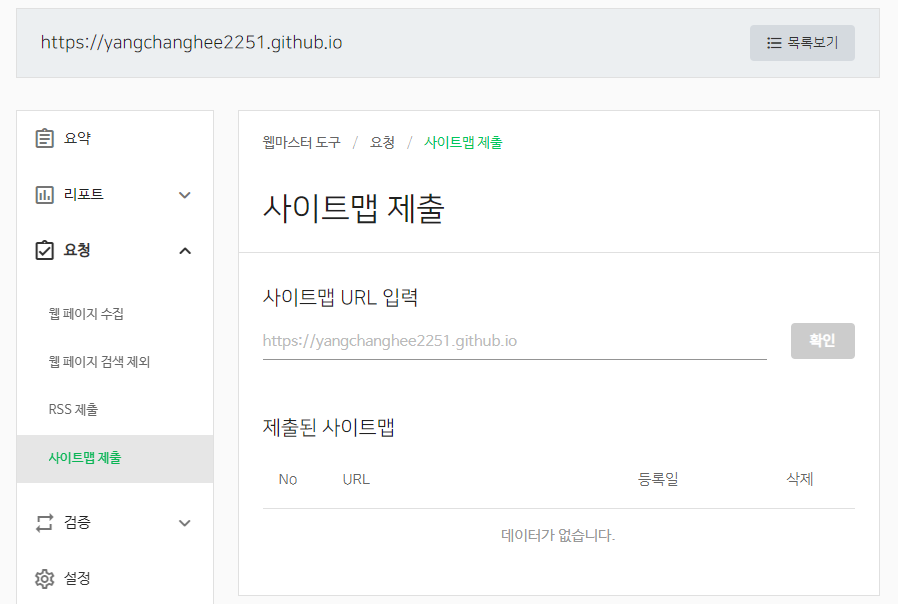 https://yangchanghee2251.github.io
목록보기
요약
리포트
요청
웹 페이지 수집
웹 페이지 검색 제외
RSS 제출
사이트맵 제출
검증
설정
웹마스터 도구 / 요청 / 사이트맵 제출
사이트맵 제출
사이트맵 URL 입력
https://yangchanghee2251.github.io
확인
제출된 사이트맵
No URL 등록일 삭제
데이터가 없습니다.